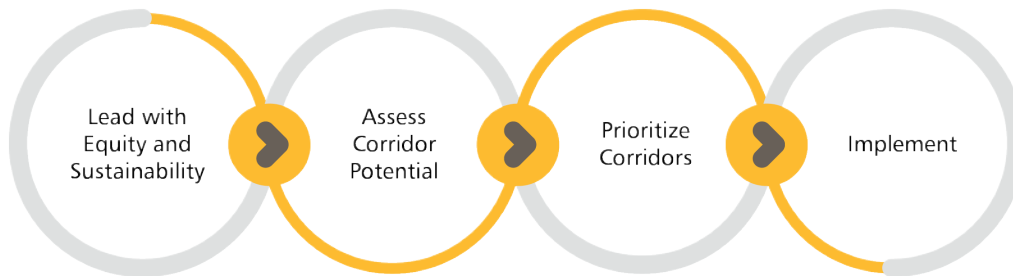 Lead with
Equity and
Sustainability
Assess
Corridor
Potential
Prioritize
Corridors
Implement